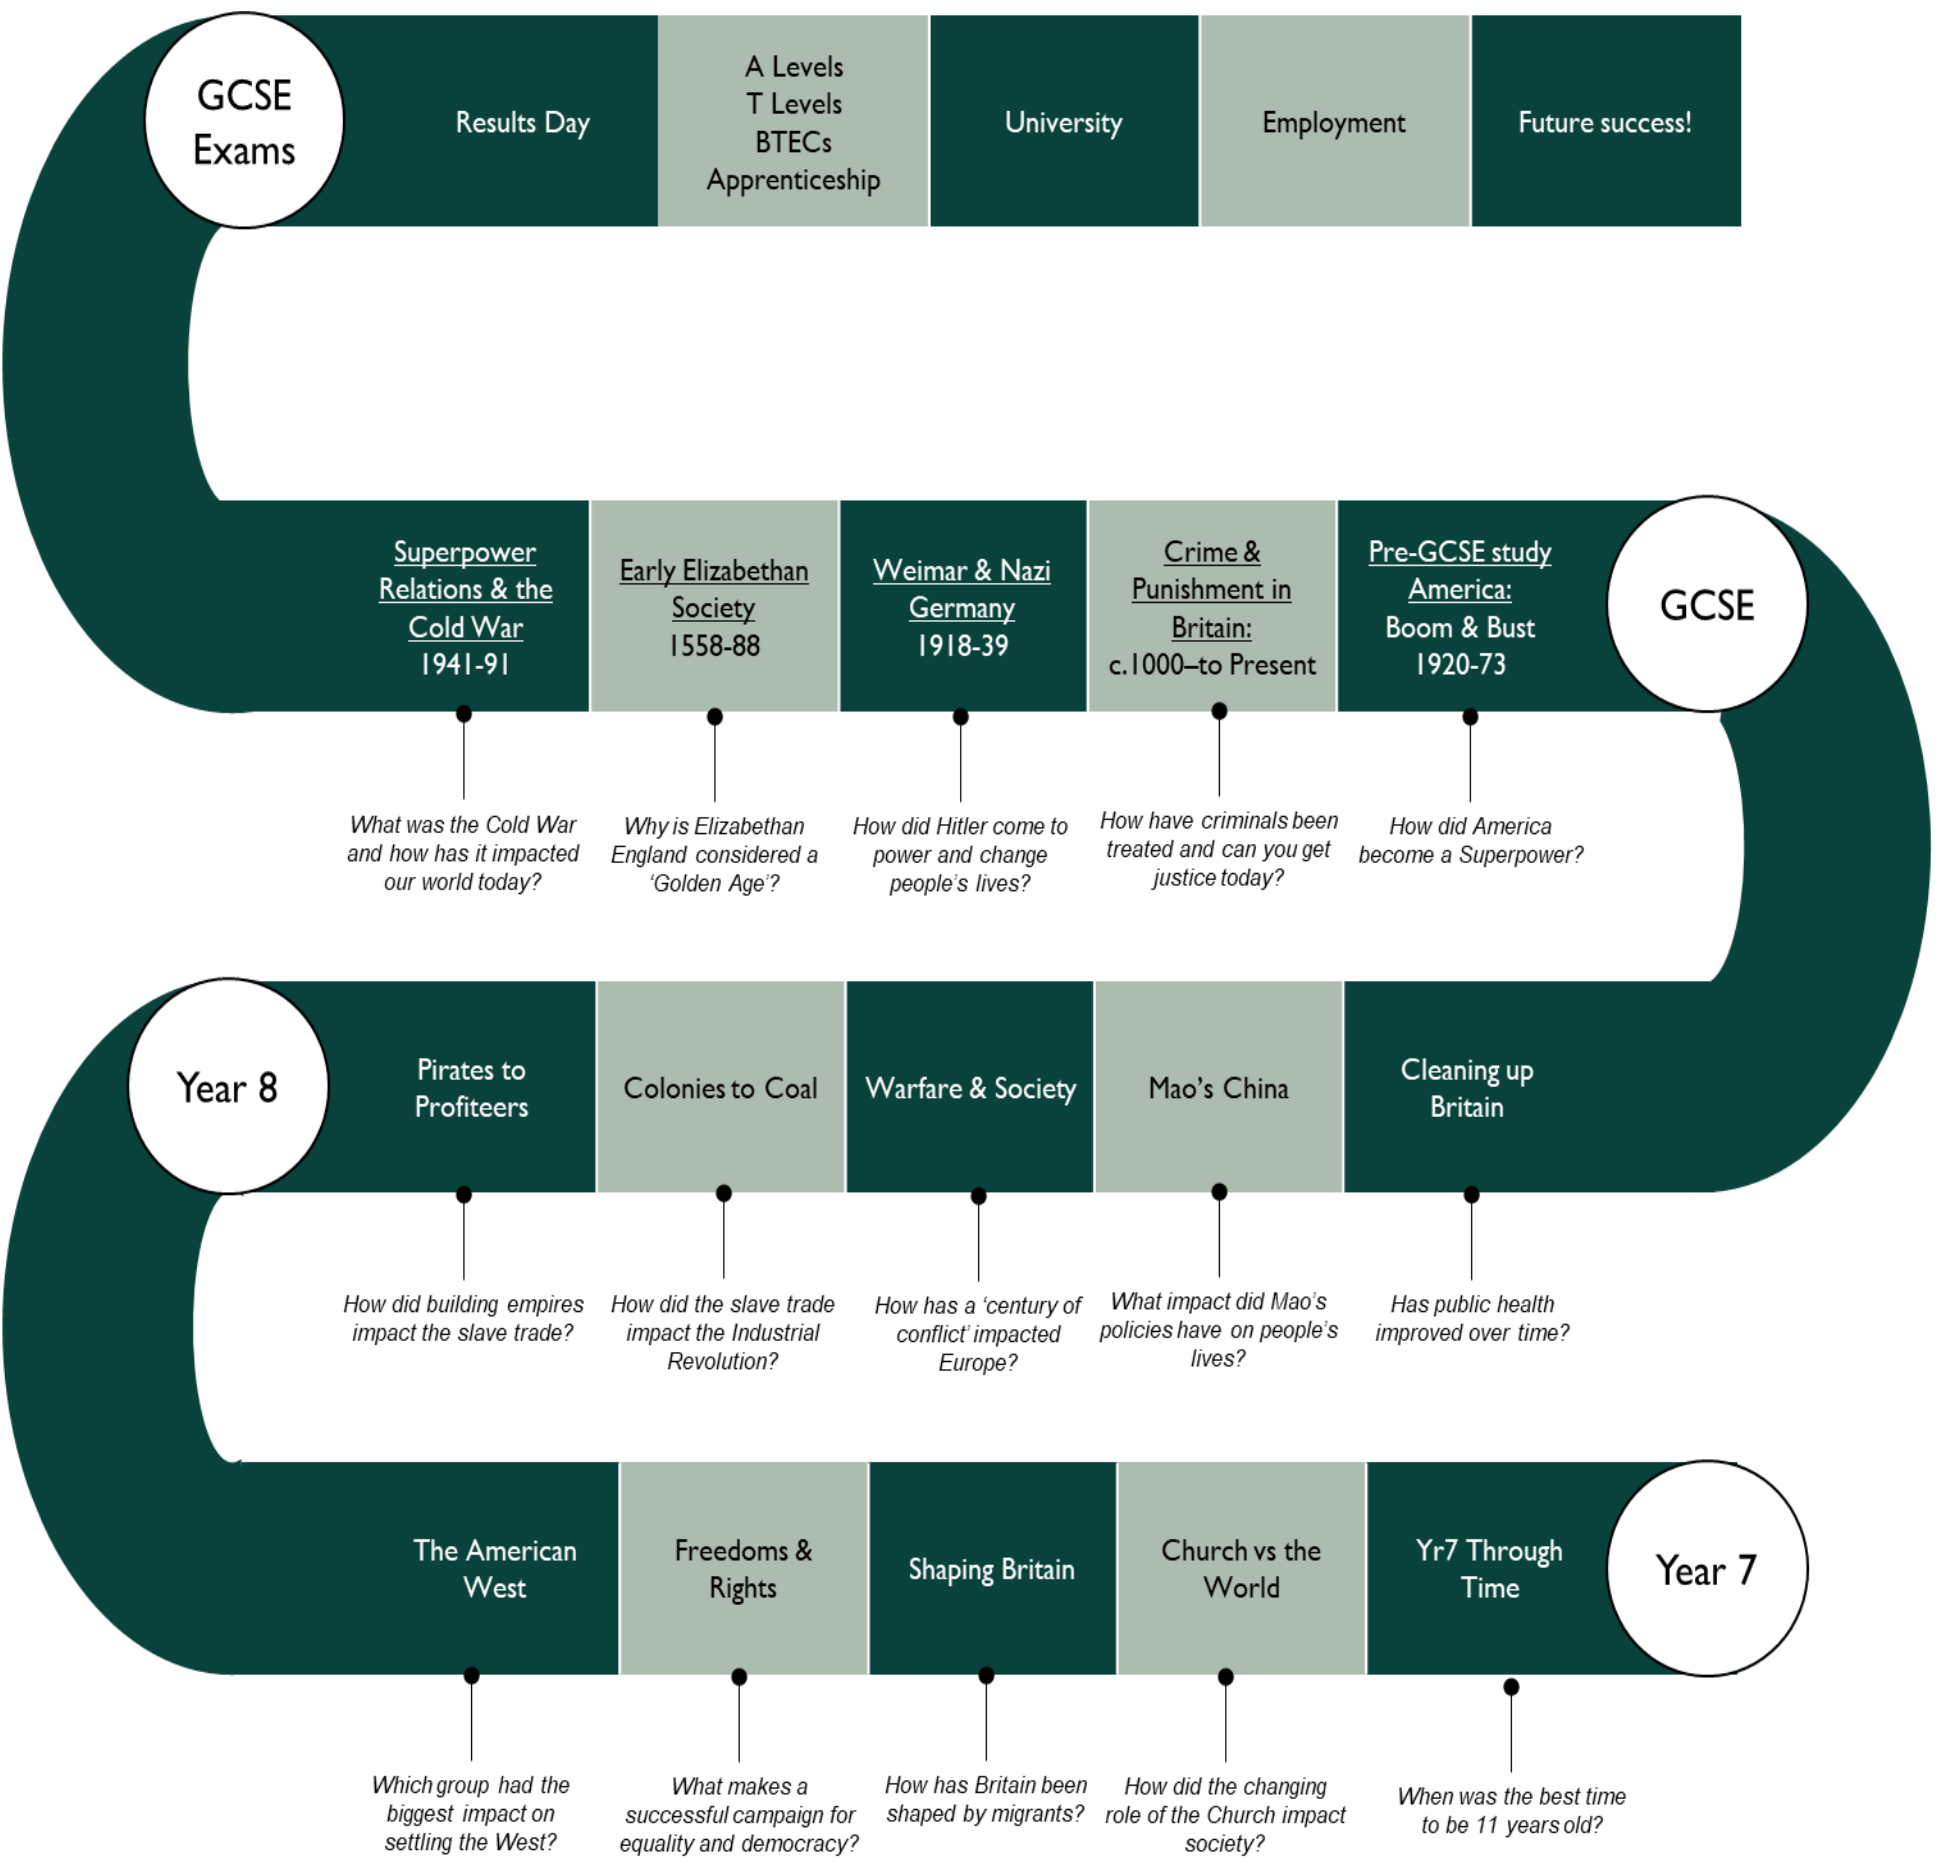 GCSE
Exams
Results Day
A Levels
T Levels
BTECs
Apprenticeship
University
Employment
Future success!
Superpower
Relations & the
Cold War
1941-91
Early Elizabethan
Society
1558-88
Weimar & Nazi
Germany
1918-39
Crime &
Punishment in
Britain:
c.1000–to Present
Pre-GCSE study
America:
Boom & Bust
1920-73
GCSE
What was the Cold War
and how has it impacted
our world today?
Why is Elizabethan
England considered a
‘Golden Age’?
How did Hitler come to
power and change
people’s lives?
How have criminals been
treated and can you get
justice today?
How did America
become a Superpower?
Year 8
Pirates to
Profiteers
Colonies to Coal
Warfare & Society
Mao’s China
Cleaning up
Britain
How did building empires
impact the slave trade?
How did the slave trade
impact the Industrial
Revolution?
How has a ‘century of
conflict’ impacted
Europe?
What impact did Mao’s
policies have on people’s
lives?
Has public health
improved over time?
The American
West
Freedoms &
Rights
Shaping Britain
Church vs the
World
Yr7 Through
Time
Year 7
Which group had the
biggest impact on
settling the West?
What makes a
successful campaign for
equality and democracy?
How has Britain been
shaped by migrants?
How did the changing
role of the Church impact
society?
When was the best time
to be 11 years old?